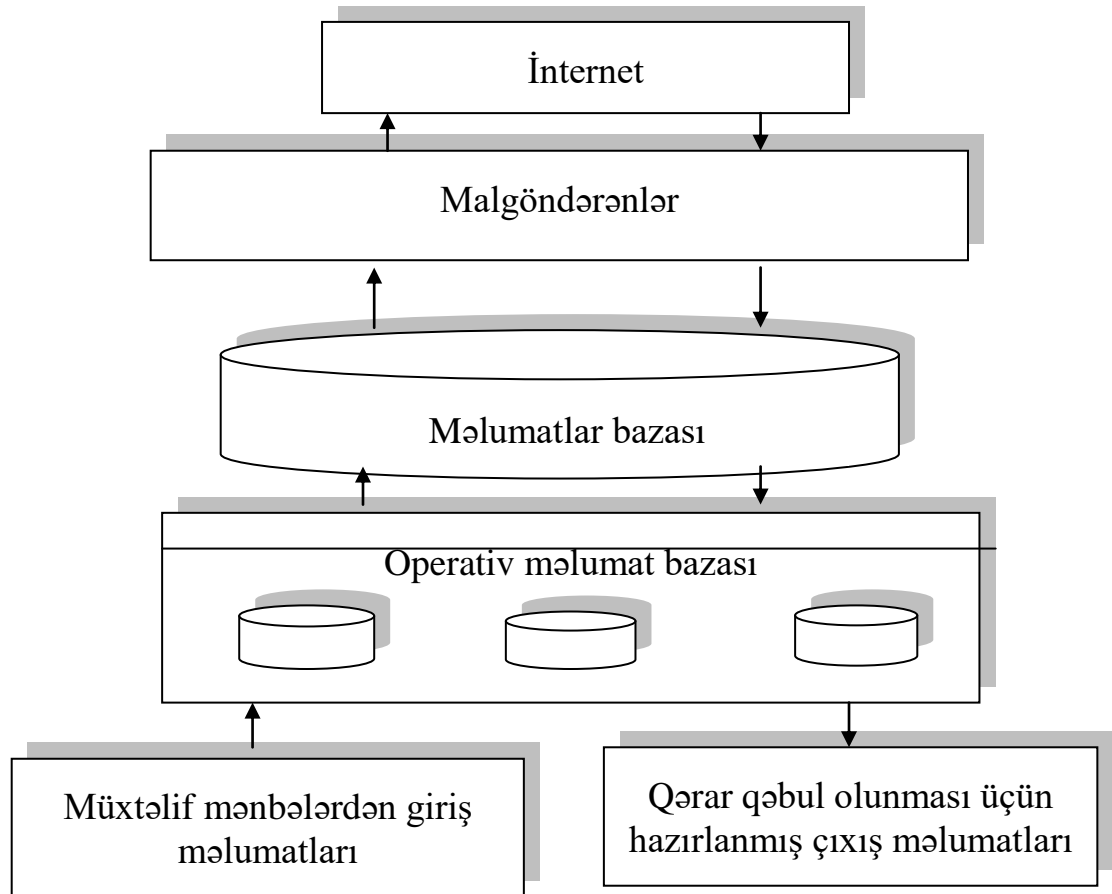 İnternet
Malgöndərənlər
Məlumatlar bazası
Operativ məlumat bazası
Müxtəlif mənbələrdən giriş
məlumatları
Qərar qəbul olunması üçün
hazırlanmış çıxış məlumatları